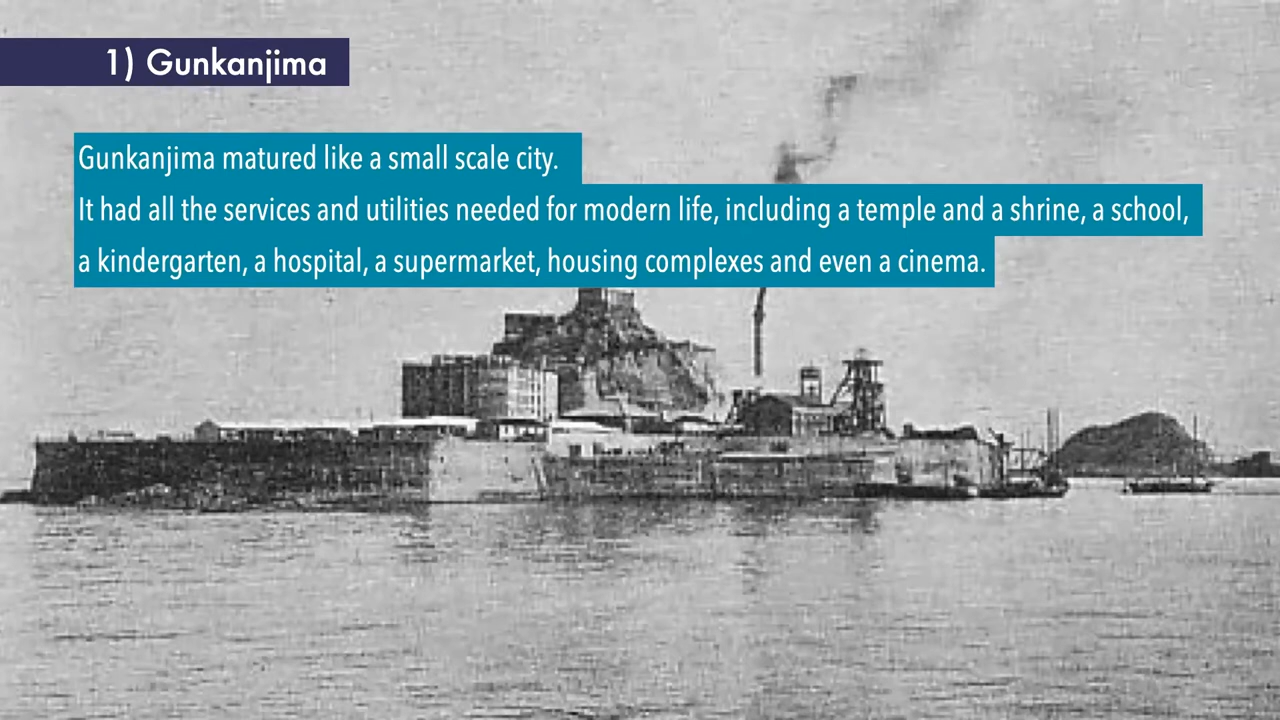 1) Gunkanjima
Gunkanjima matured like a small scale city.
It had all the services and utilities needed for modern life, including a temple and a shrine, a school,
a kindergarten, a hospital, a supermarket, housing complexes and even a cinema.